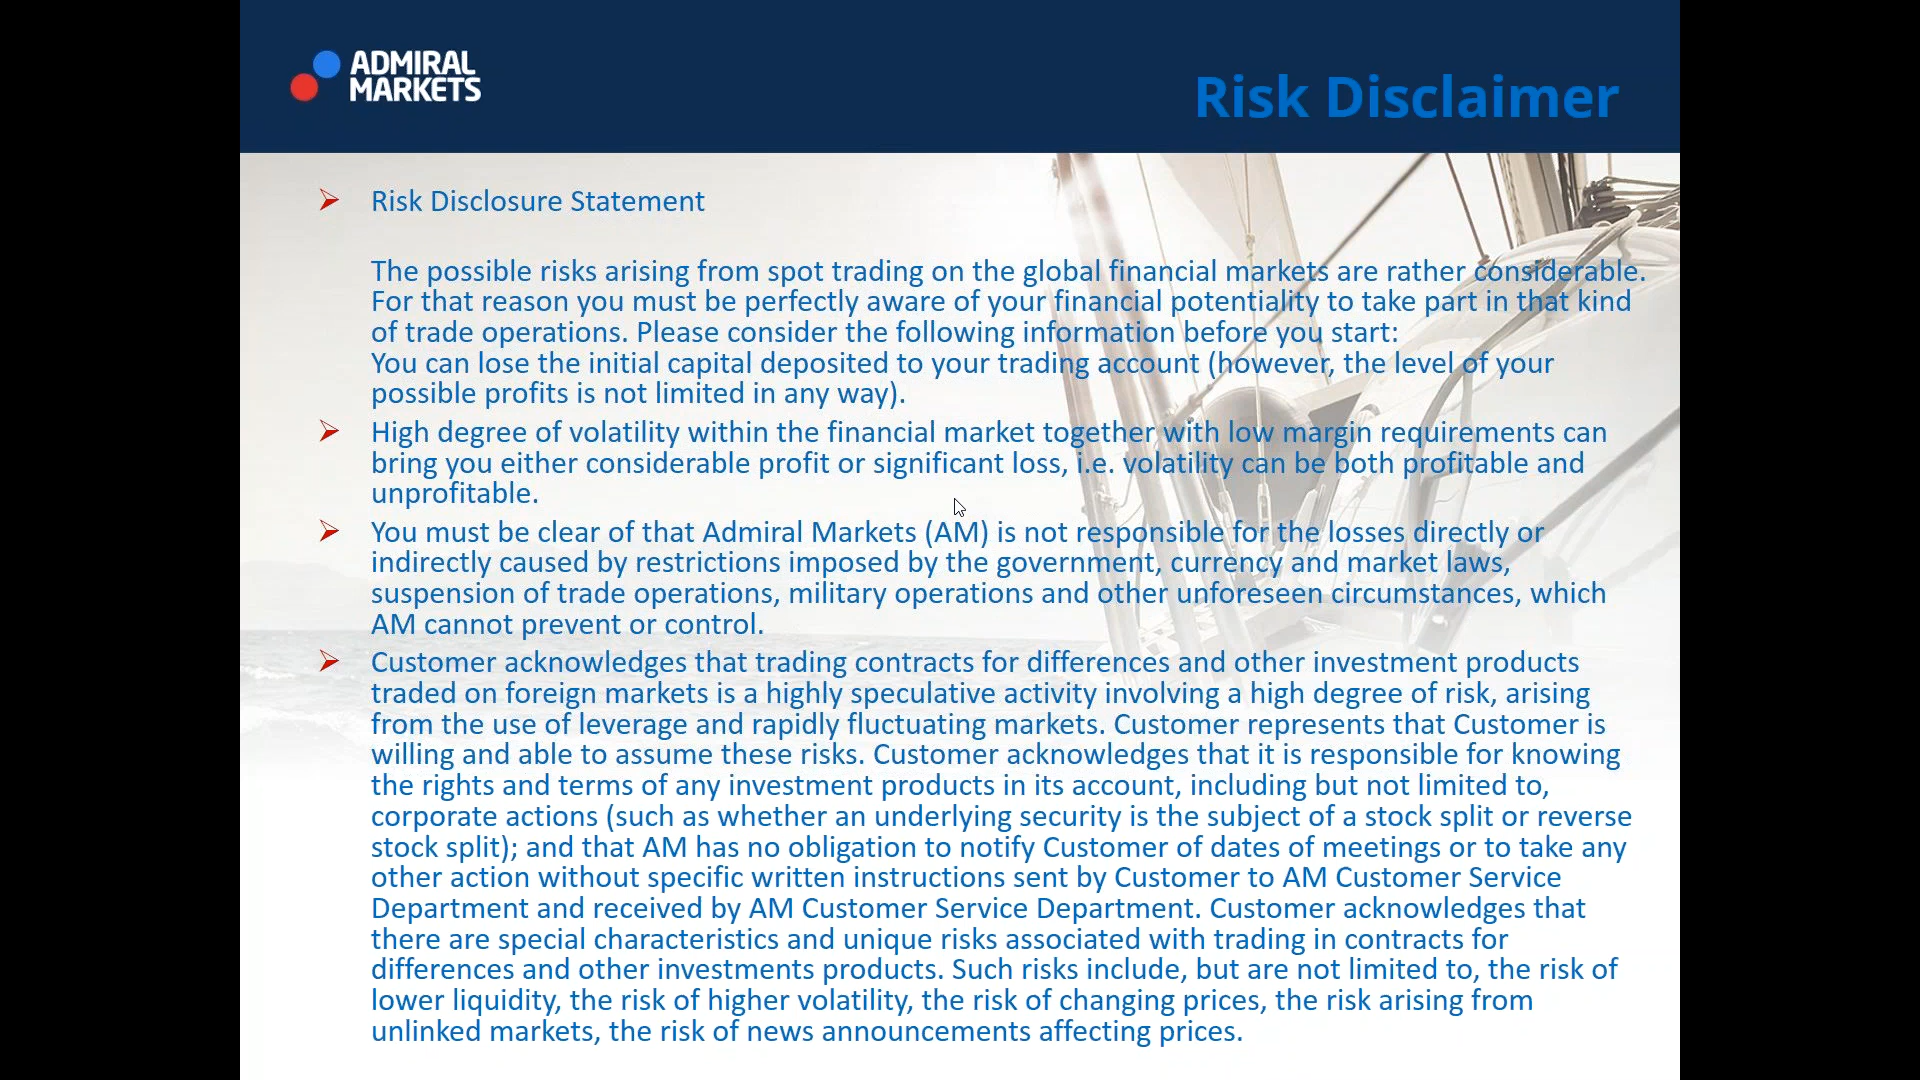 ADMIRAL
MARKETS
Risk Disclaimer
Risk Disclosure Statement
The possible risks arising from spot trading on the global financial markets are rather considerable.
For that reason you must be perfectly aware of your financial potentiality to take part in that kind
of trade operations. Please consider the following information before you start:
You can lose the initial capital deposited to your trading account (however, the level of your
possible profits is not limited in any way).
High degree of volatility within the financial market together with low margin requirements can
bring you either considerable profit or significant loss, i.e. volatility can be both profitable and
unprofitable.
You must be clear of that Admiral Markets (AM) is not responsible for the losses directly or
indirectly caused by restrictions imposed by the government, currency and market laws,
suspension of trade operations, military operations and other unforeseen circumstances, which
AM cannot prevent or control.
Customer acknowledges that trading contracts for differences and other investment products
traded on foreign markets is a highly speculative activity involving a high degree of risk, arising
from the use of leverage and rapidly fluctuating markets. Customer represents that Customer is
willing and able to assume these risks. Customer acknowledges that it is responsible for knowing
the rights and terms of any investment products in its account, including but not limited to,
corporate actions (such as whether an underlying security is the subject of a stock split or reverse
stock split); and that AM has no obligation to notify Customer of dates of meetings or to take any
other action without specific written instructions sent by Customer to AM Customer Service
Department and received by AM Customer Service Department. Customer acknowledges that
there are special characteristics and unique risks associated with trading in contracts for
differences and other investments products. Such risks include, but are not limited to, the risk of
lower liquidity, the risk of higher volatility, the risk of changing prices, the risk arising from
unlinked markets, the risk of news announcements affecting prices.